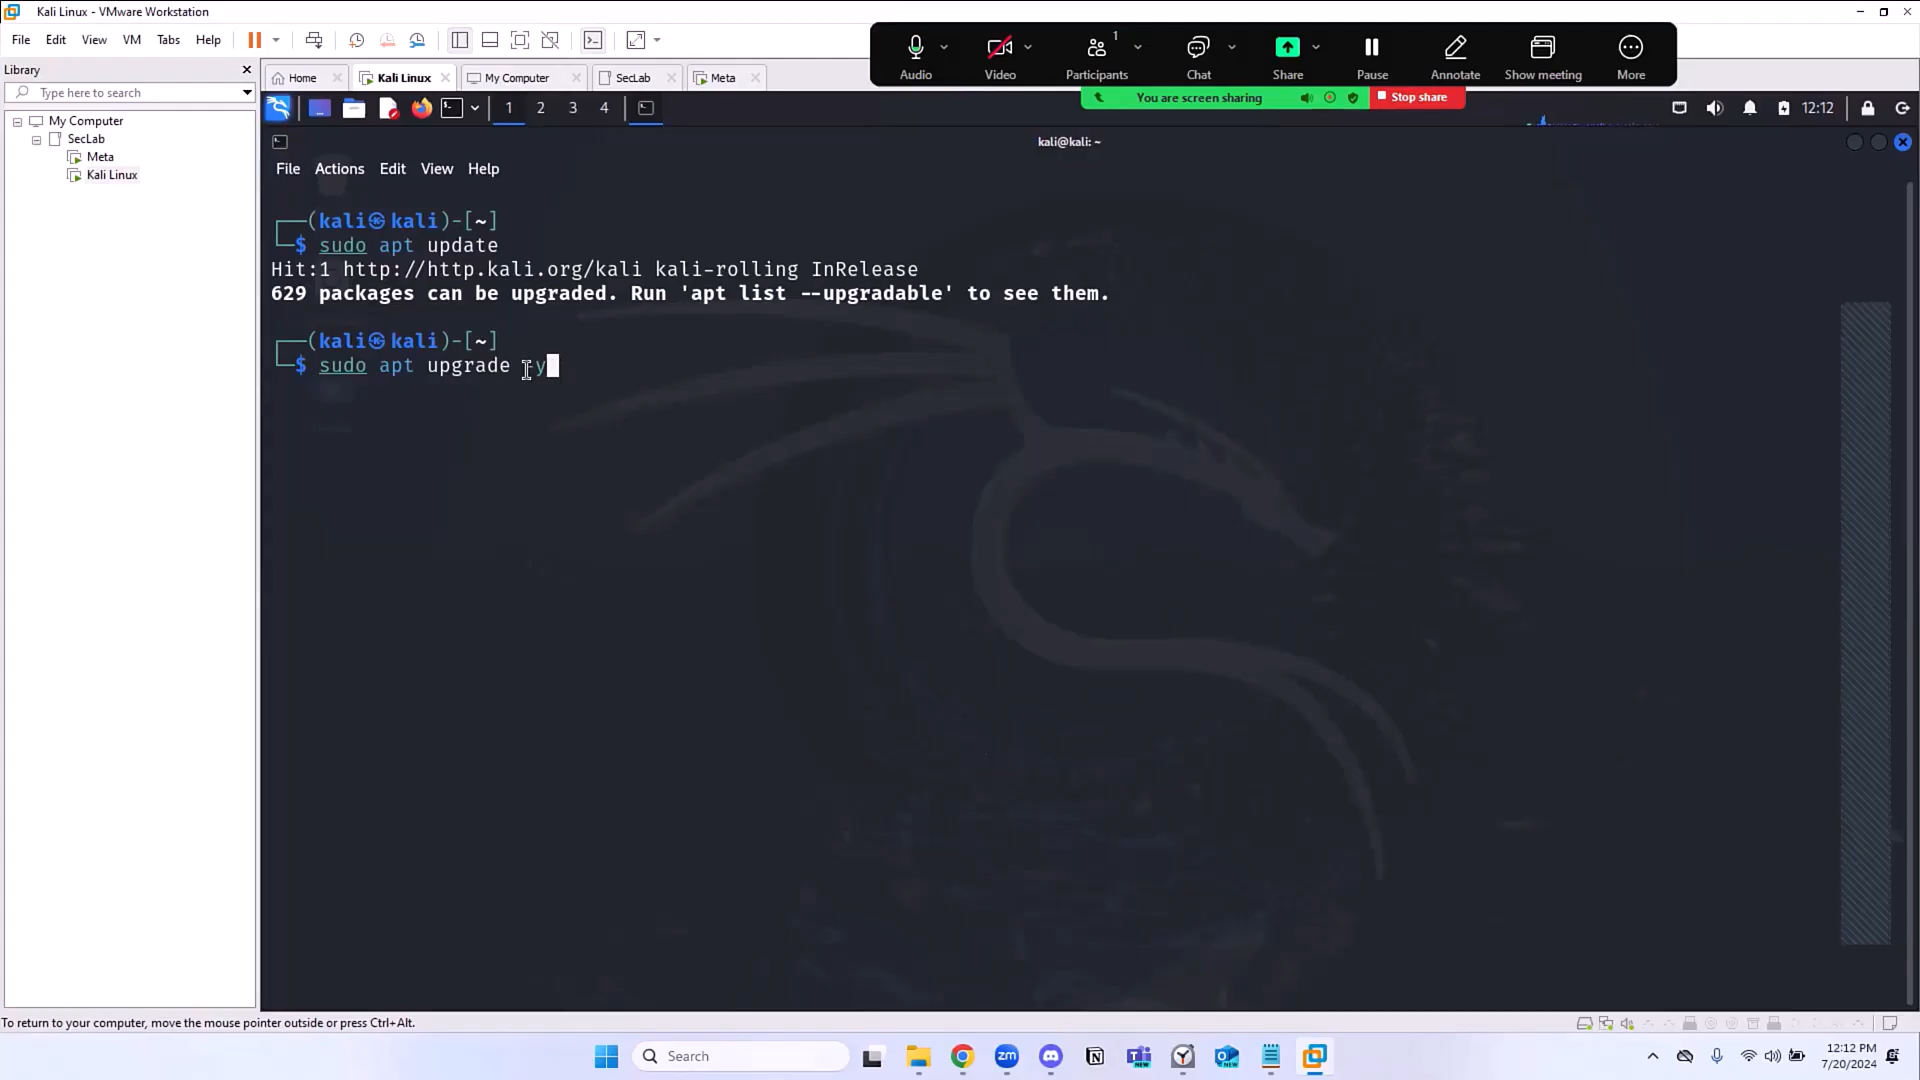 Kali Linux - VMware Workstation
File Edit View VM Tabs Help
Audio Video 1 Participants Chat Share Pause Annotate Show meeting More
You are screen sharing Stop share
Library
Type here to search
My Computer
SecLab
Meta
Kali Linux
Home Kali Linux My Computer SecLab Meta
1 2 3 4
12:12
kali@kali: ~
File Actions Edit View Help
┌──(kali㉿kali)-[~]
└─$ sudo apt update
Hit:1 http://http.kali.org/kali kali-rolling InRelease
629 packages can be upgraded. Run 'apt list --upgradable' to see them.
┌──(kali㉿kali)-[~]
└─$ sudo apt upgrade -y
To return to your computer, move the mouse pointer outside or press Ctrl+Alt.
Search
zm
NEW
NEW
12:12 PM
7/20/2024